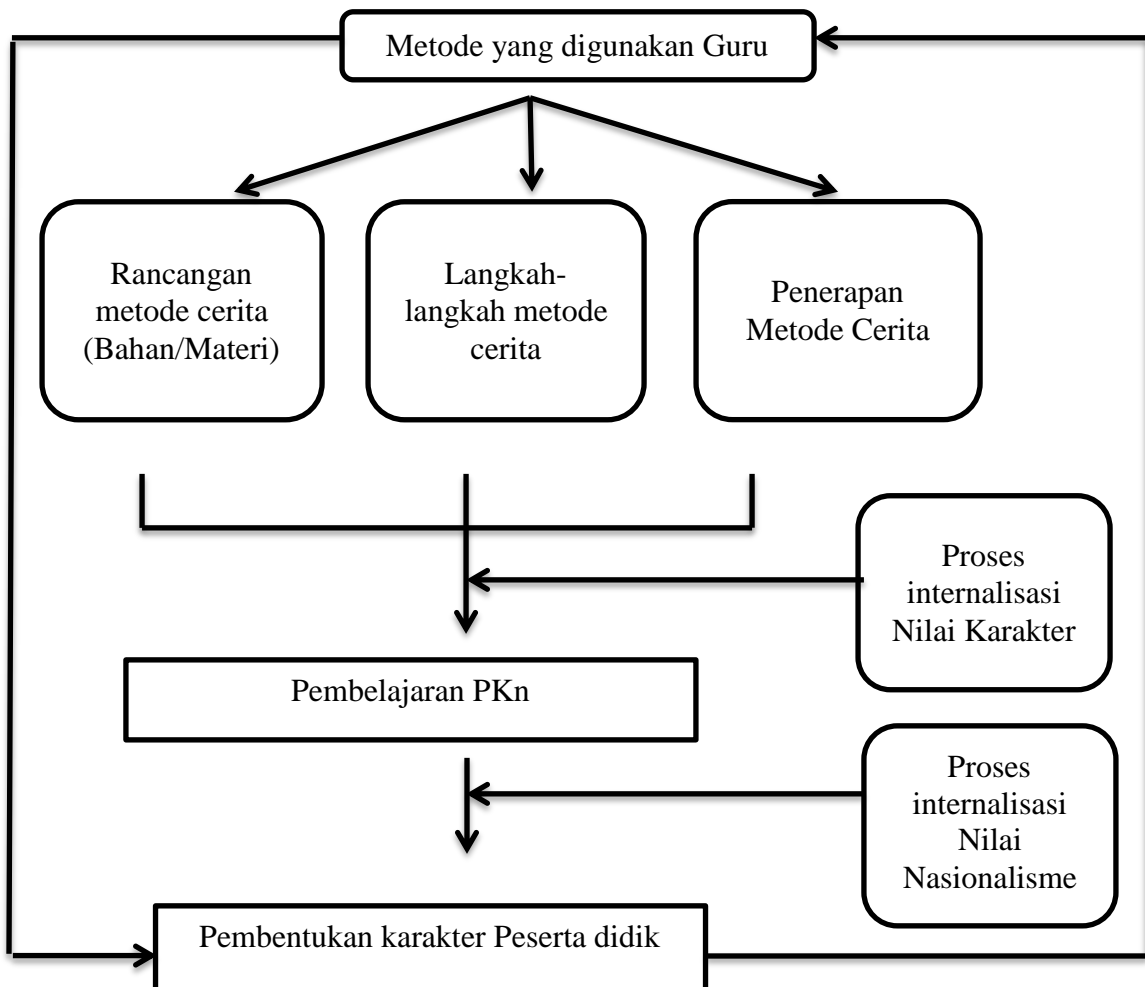 Metode yang digunakan Guru
Rancangan
metode cerita
(Bahan/Materi)
Langkah-
langkah metode
cerita
Penerapan
Metode Cerita
Proses
internalisasi
Nilai Karakter
Pembelajaran PKn
Proses
internalisasi
Nilai
Nasionalisme
Pembentukan karakter Peserta didik